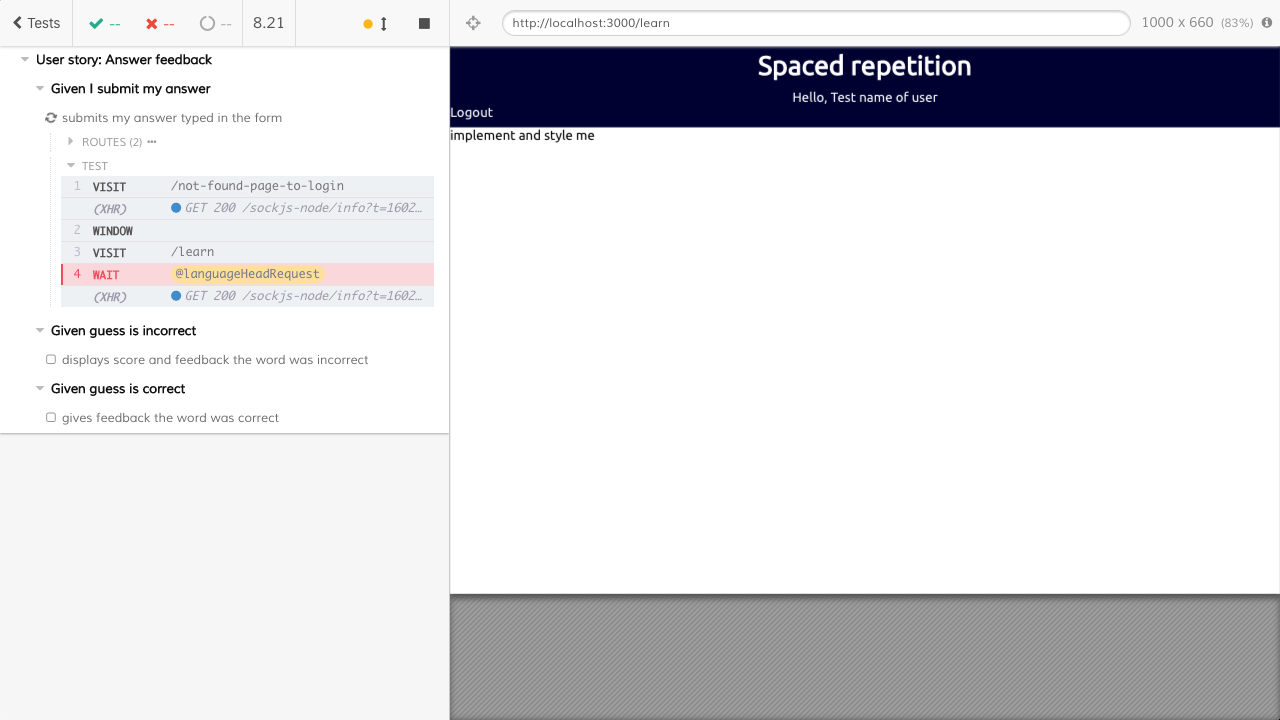 Tests -- -- -- 8.21
http://localhost:3000/learn 1000 x 660 (83%)
User story: Answer feedback
Given I submit my answer
submits my answer typed in the form
ROUTES (2) •••
TEST
1 VISIT /not-found-page-to-login
(XHR) GET 200 /sockjs-node/info?t=1602…
2 WINDOW
3 VISIT /learn
4 WAIT @languageHeadRequest
(XHR) GET 200 /sockjs-node/info?t=1602…
Given guess is incorrect
displays score and feedback the word was incorrect
Given guess is correct
gives feedback the word was correct
Spaced repetition
Hello, Test name of user
Logout
implement and style me